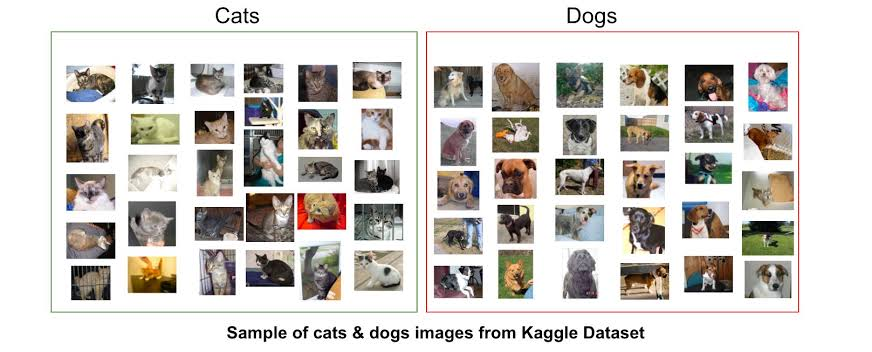 Cats
Dogs
Sample of cats & dogs images from Kaggle Dataset